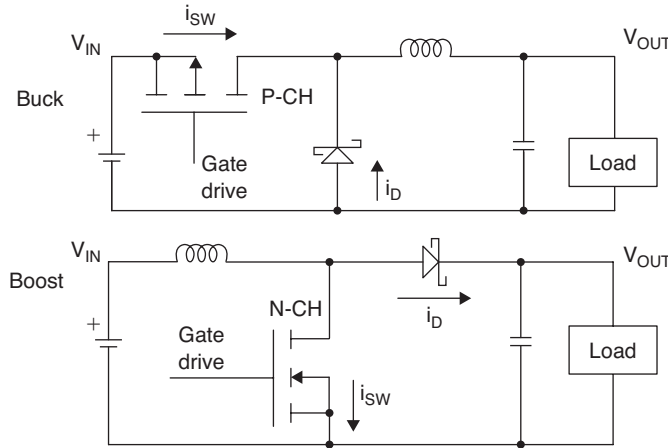 i_SW
V_IN
V_OUT
Buck
P-CH
+
Gate
drive
i_D
Load
V_IN
V_OUT
Boost
N-CH
i_D
+
Gate
drive
Load
i_SW